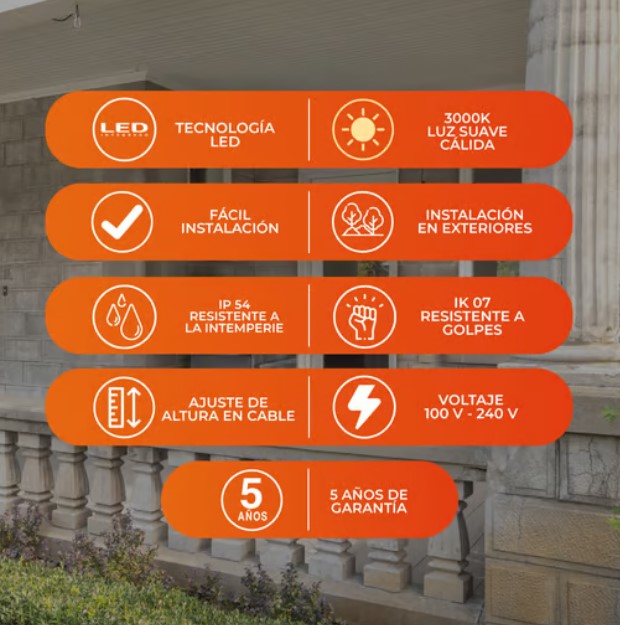 LED
INTEGRADO
TECNOLOGÍA
LED
3000K
LUZ SUAVE
CÁLIDA
FÁCIL
INSTALACIÓN
INSTALACIÓN
EN EXTERIORES
IP 54
RESISTENTE A
LA INTEMPERIE
IK 07
RESISTENTE A
GOLPES
AJUSTE DE
ALTURA EN CABLE
VOLTAJE
100 V - 240 V
5
AÑOS
5 AÑOS DE
GARANTÍA